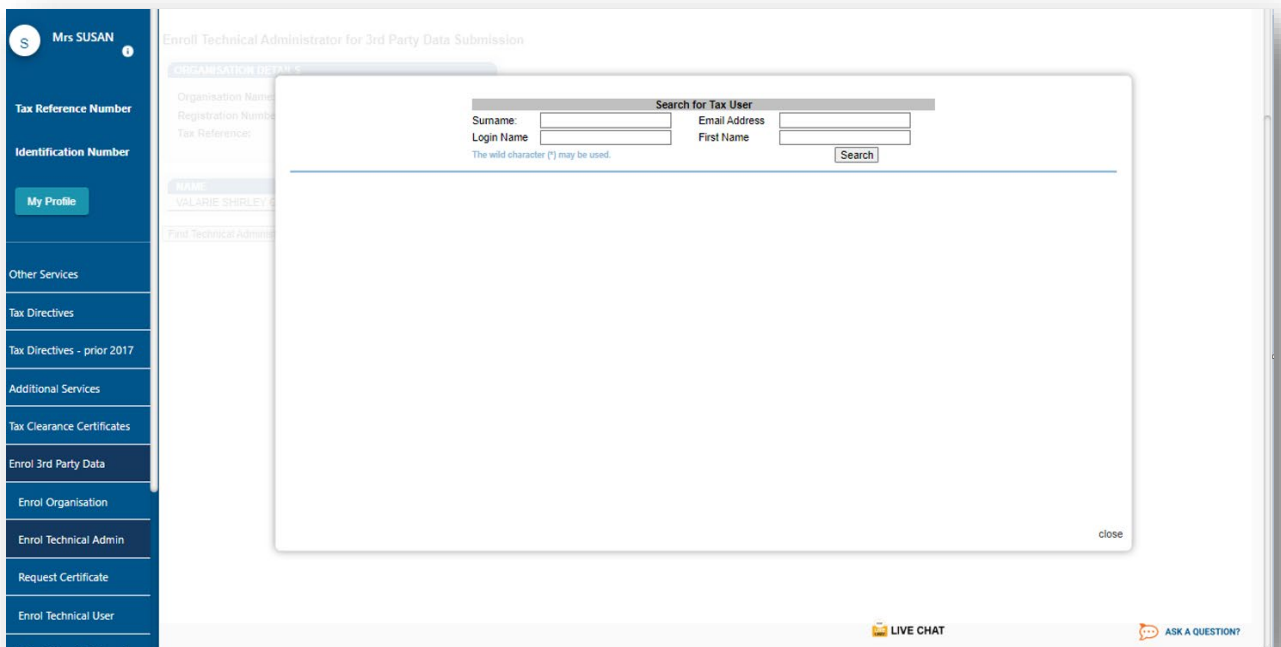 S Mrs SUSAN
Tax Reference Number
Identification Number
My Profile
Other Services
Tax Directives
Tax Directives - prior 2017
Additional Services
Tax Clearance Certificates
Enrol 3rd Party Data
Enrol Organisation
Enrol Technical Admin
Request Certificate
Enrol Technical User
Enroll Technical Administrator for 3rd Party Data Submission
ORGANISATION DETAILS
Organisation Name
Registration Numbe
Tax Reference:
NAME
VALARIE SHIRLEY
Find Technical Adminis
Search for Tax User
Surname: Email Address
Login Name First Name
The wild character (*) may be used. Search
close
LIVE CHAT
ASK A QUESTION?